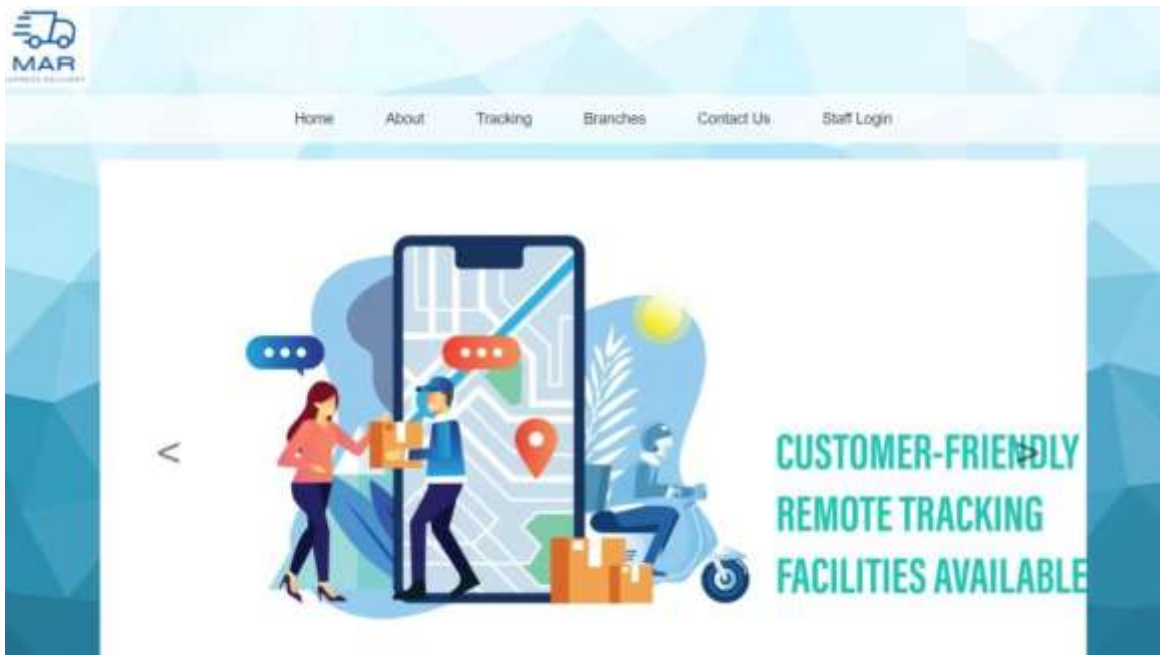 MAR
Home About Tracking Branches Contact Us Staff Login
<
>
CUSTOMER-FRIENDLY
REMOTE TRACKING
FACILITIES AVAILABLE